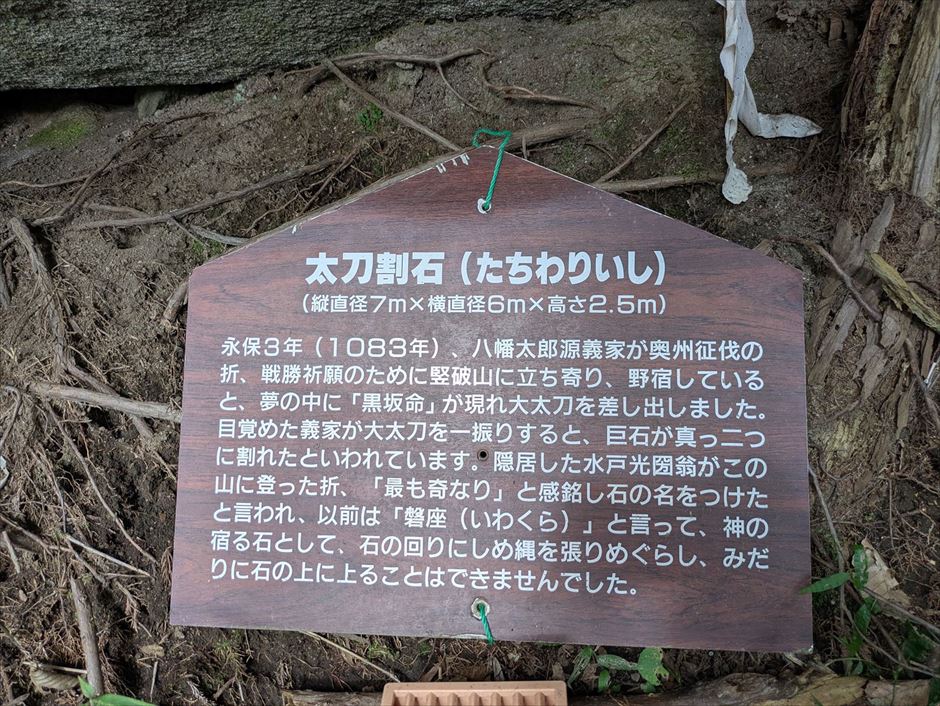 太刀割石（たちわりいし）
（縦直径7m×横直径6m×高さ2.5m）
永保3年（1083年）、八幡太郎源義家が奥州征伐の
折、戦勝祈願のために竪破山に立ち寄り、野宿している
と、夢の中に「黒坂命」が現れ大太刀を差し出しました。
目覚めた義家が大太刀を一振りすると、巨石が真っ二つ
に割れたといわれています。隠居した水戸光圀翁がこの
山に登った折、「最も奇なり」と感銘し石の名をつけた
と言われ、以前は「磐座（いわくら）」と言って、神の
宿る石として、石の回りにしめ縄を張りめぐらし、みだ
りに石の上に上ることはできませんでした。